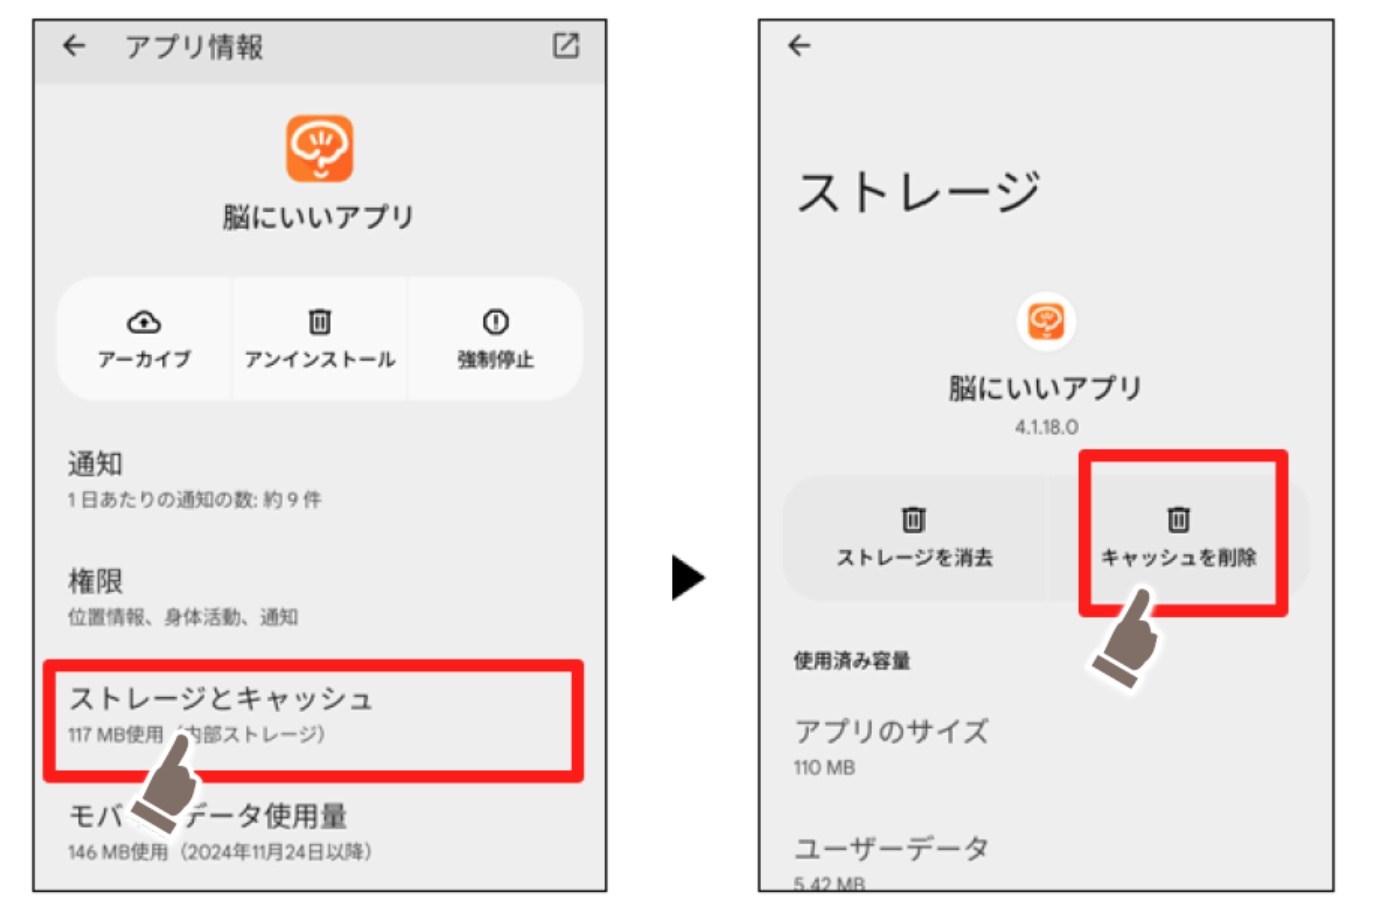 アプリ情報
脳にいいアプリ
アーカイブ
アンインストール
強制停止
通知
1日あたりの通知の数: 約 9 件
権限
位置情報、身体活動、通知
ストレージとキャッシュ
117 MB使用 内部ストレージ）
モバ データ使用量
146 MB使用（2024年11月24日以降）
ストレージ
脳にいいアプリ
4.1.18.0
ストレージを消去
キャッシュを削除
使用済み容量
アプリのサイズ
110 MB
ユーザーデータ
5.42 MB